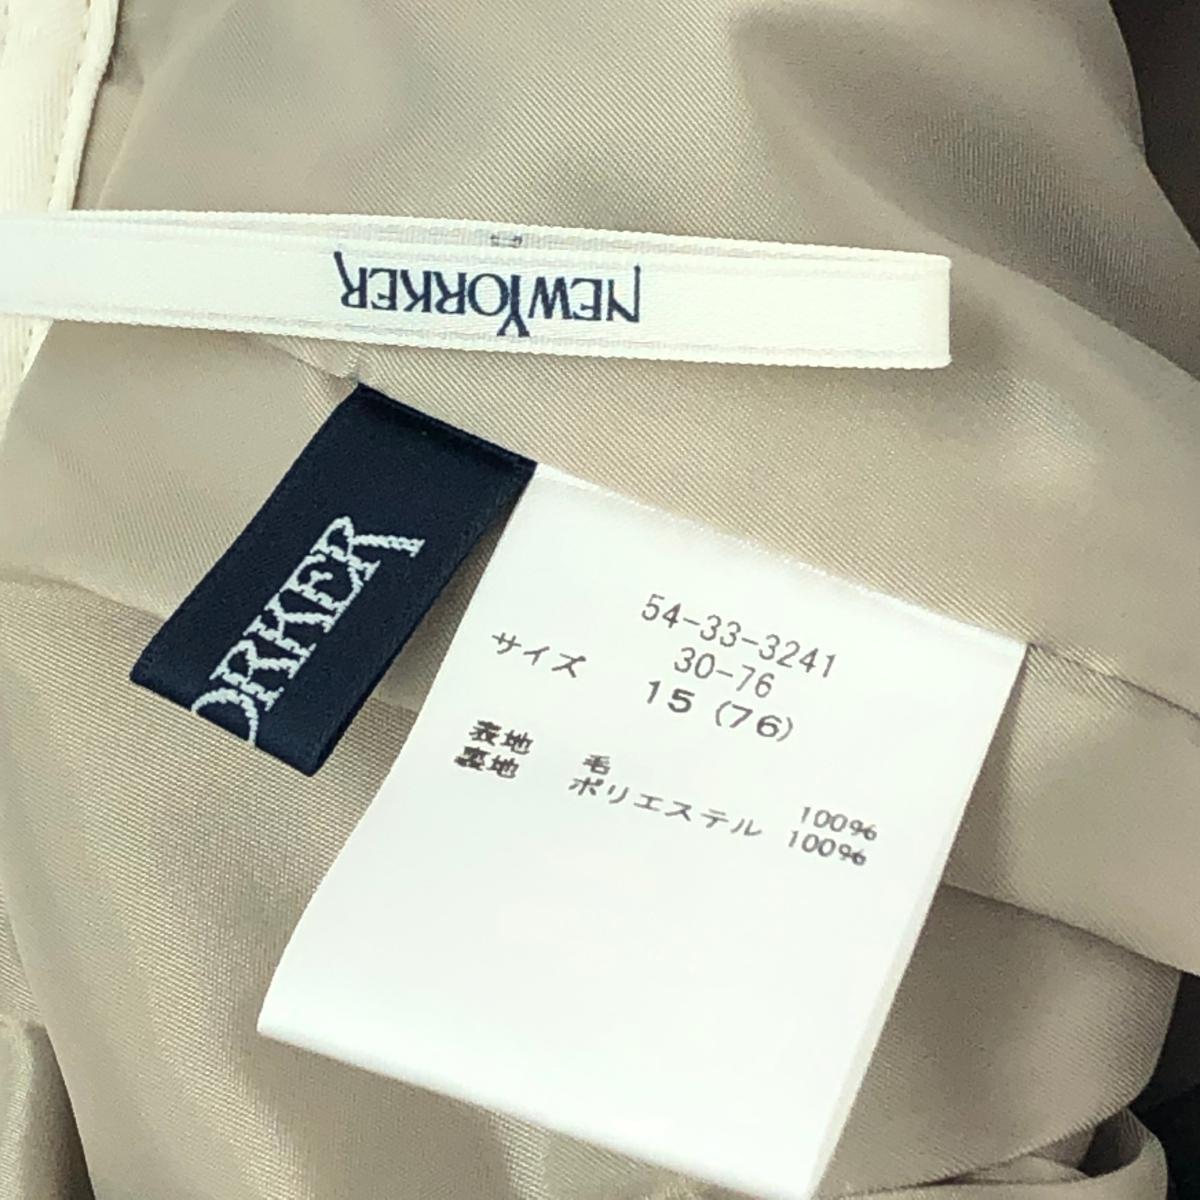 NEWYORKER
ORKER
54-33-3241
30-76
サイズ 15 (76)
表地 毛 100%
裏地 ポリエステル 100%